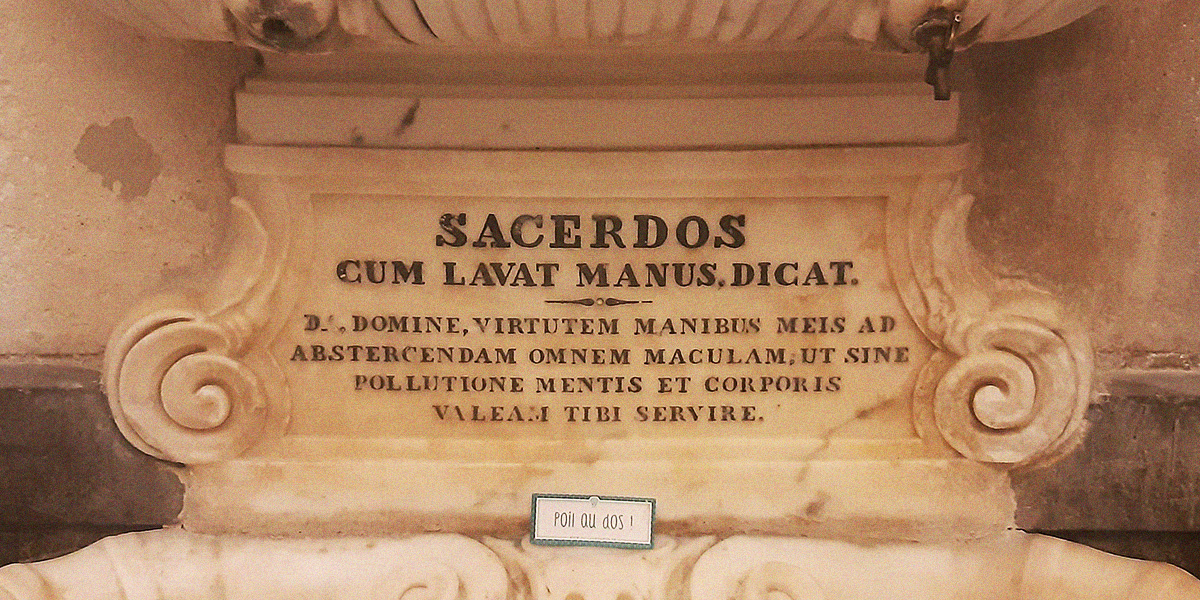 SACERDOS
CUM LAVAT MANUS, DICAT.
DA, DOMINE, VIRTUTEM MANIBUS MEIS AD
ABSTERGENDAM OMNEM MACULAM, UT SINE
POLLUTIONE MENTIS ET CORPORIS
VALEAM TIBI SERVIRE.
Poil au dos !